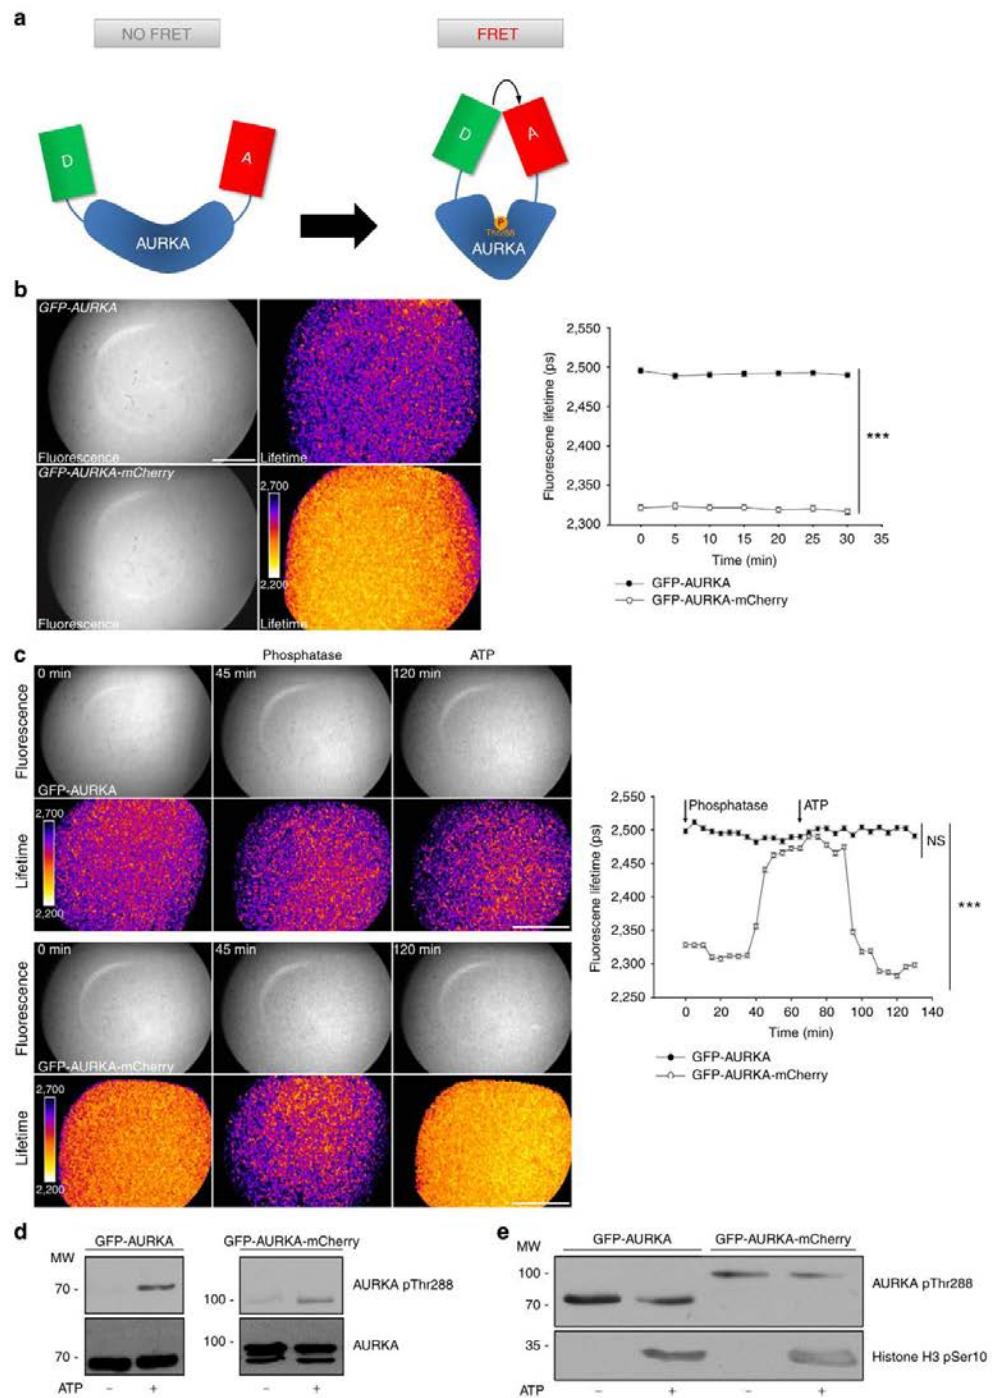 a
NO FRET
FRET
D
A
D
A
P
Thr288
AURKA
AURKA
b
GFP-AURKA
Fluorescence
Lifetime
GFP-AURKA-mCherry
2,700
2,200
Fluorescence
Lifetime
Fluorescene lifetime (ps)
2,550
2,500
2,450
2,400
2,350
2,300
***
0 5 10 15 20 25 30 35
Time (min)
GFP-AURKA
GFP-AURKA-mCherry
c
Phosphatase
ATP
Fluorescence
0 min
45 min
120 min
GFP-AURKA
Lifetime
2,700
2,200
Fluorescence
0 min
45 min
120 min
GFP-AURKA-mCherry
Lifetime
2,700
2,200
Fluorescene lifetime (ps)
2,550
2,500
2,450
2,400
2,350
2,300
2,250
Phosphatase
ATP
NS
***
0 20 40 60 80 100 120 140
Time (min)
GFP-AURKA
GFP-AURKA-mCherry
d
GFP-AURKA
GFP-AURKA-mCherry
MW
70 -
100 -
AURKA pThr288
70 -
100 -
AURKA
ATP - + - +
e
GFP-AURKA
GFP-AURKA-mCherry
MW
100 -
70 -
AURKA pThr288
35 -
Histone H3 pSer10
ATP - + - +